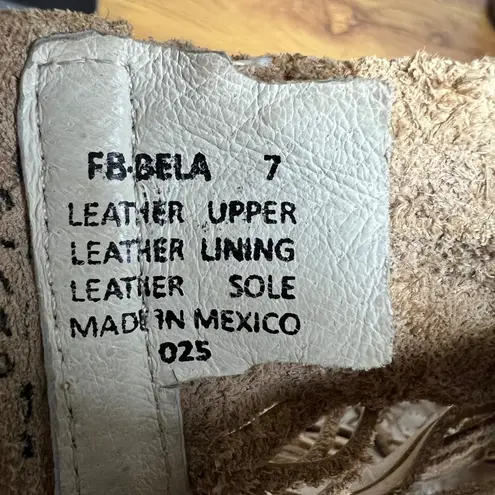 FB-BELA 7
LEATHER UPPER
LEATHER LINING
LEATHER SOLE
MADE IN MEXICO
025